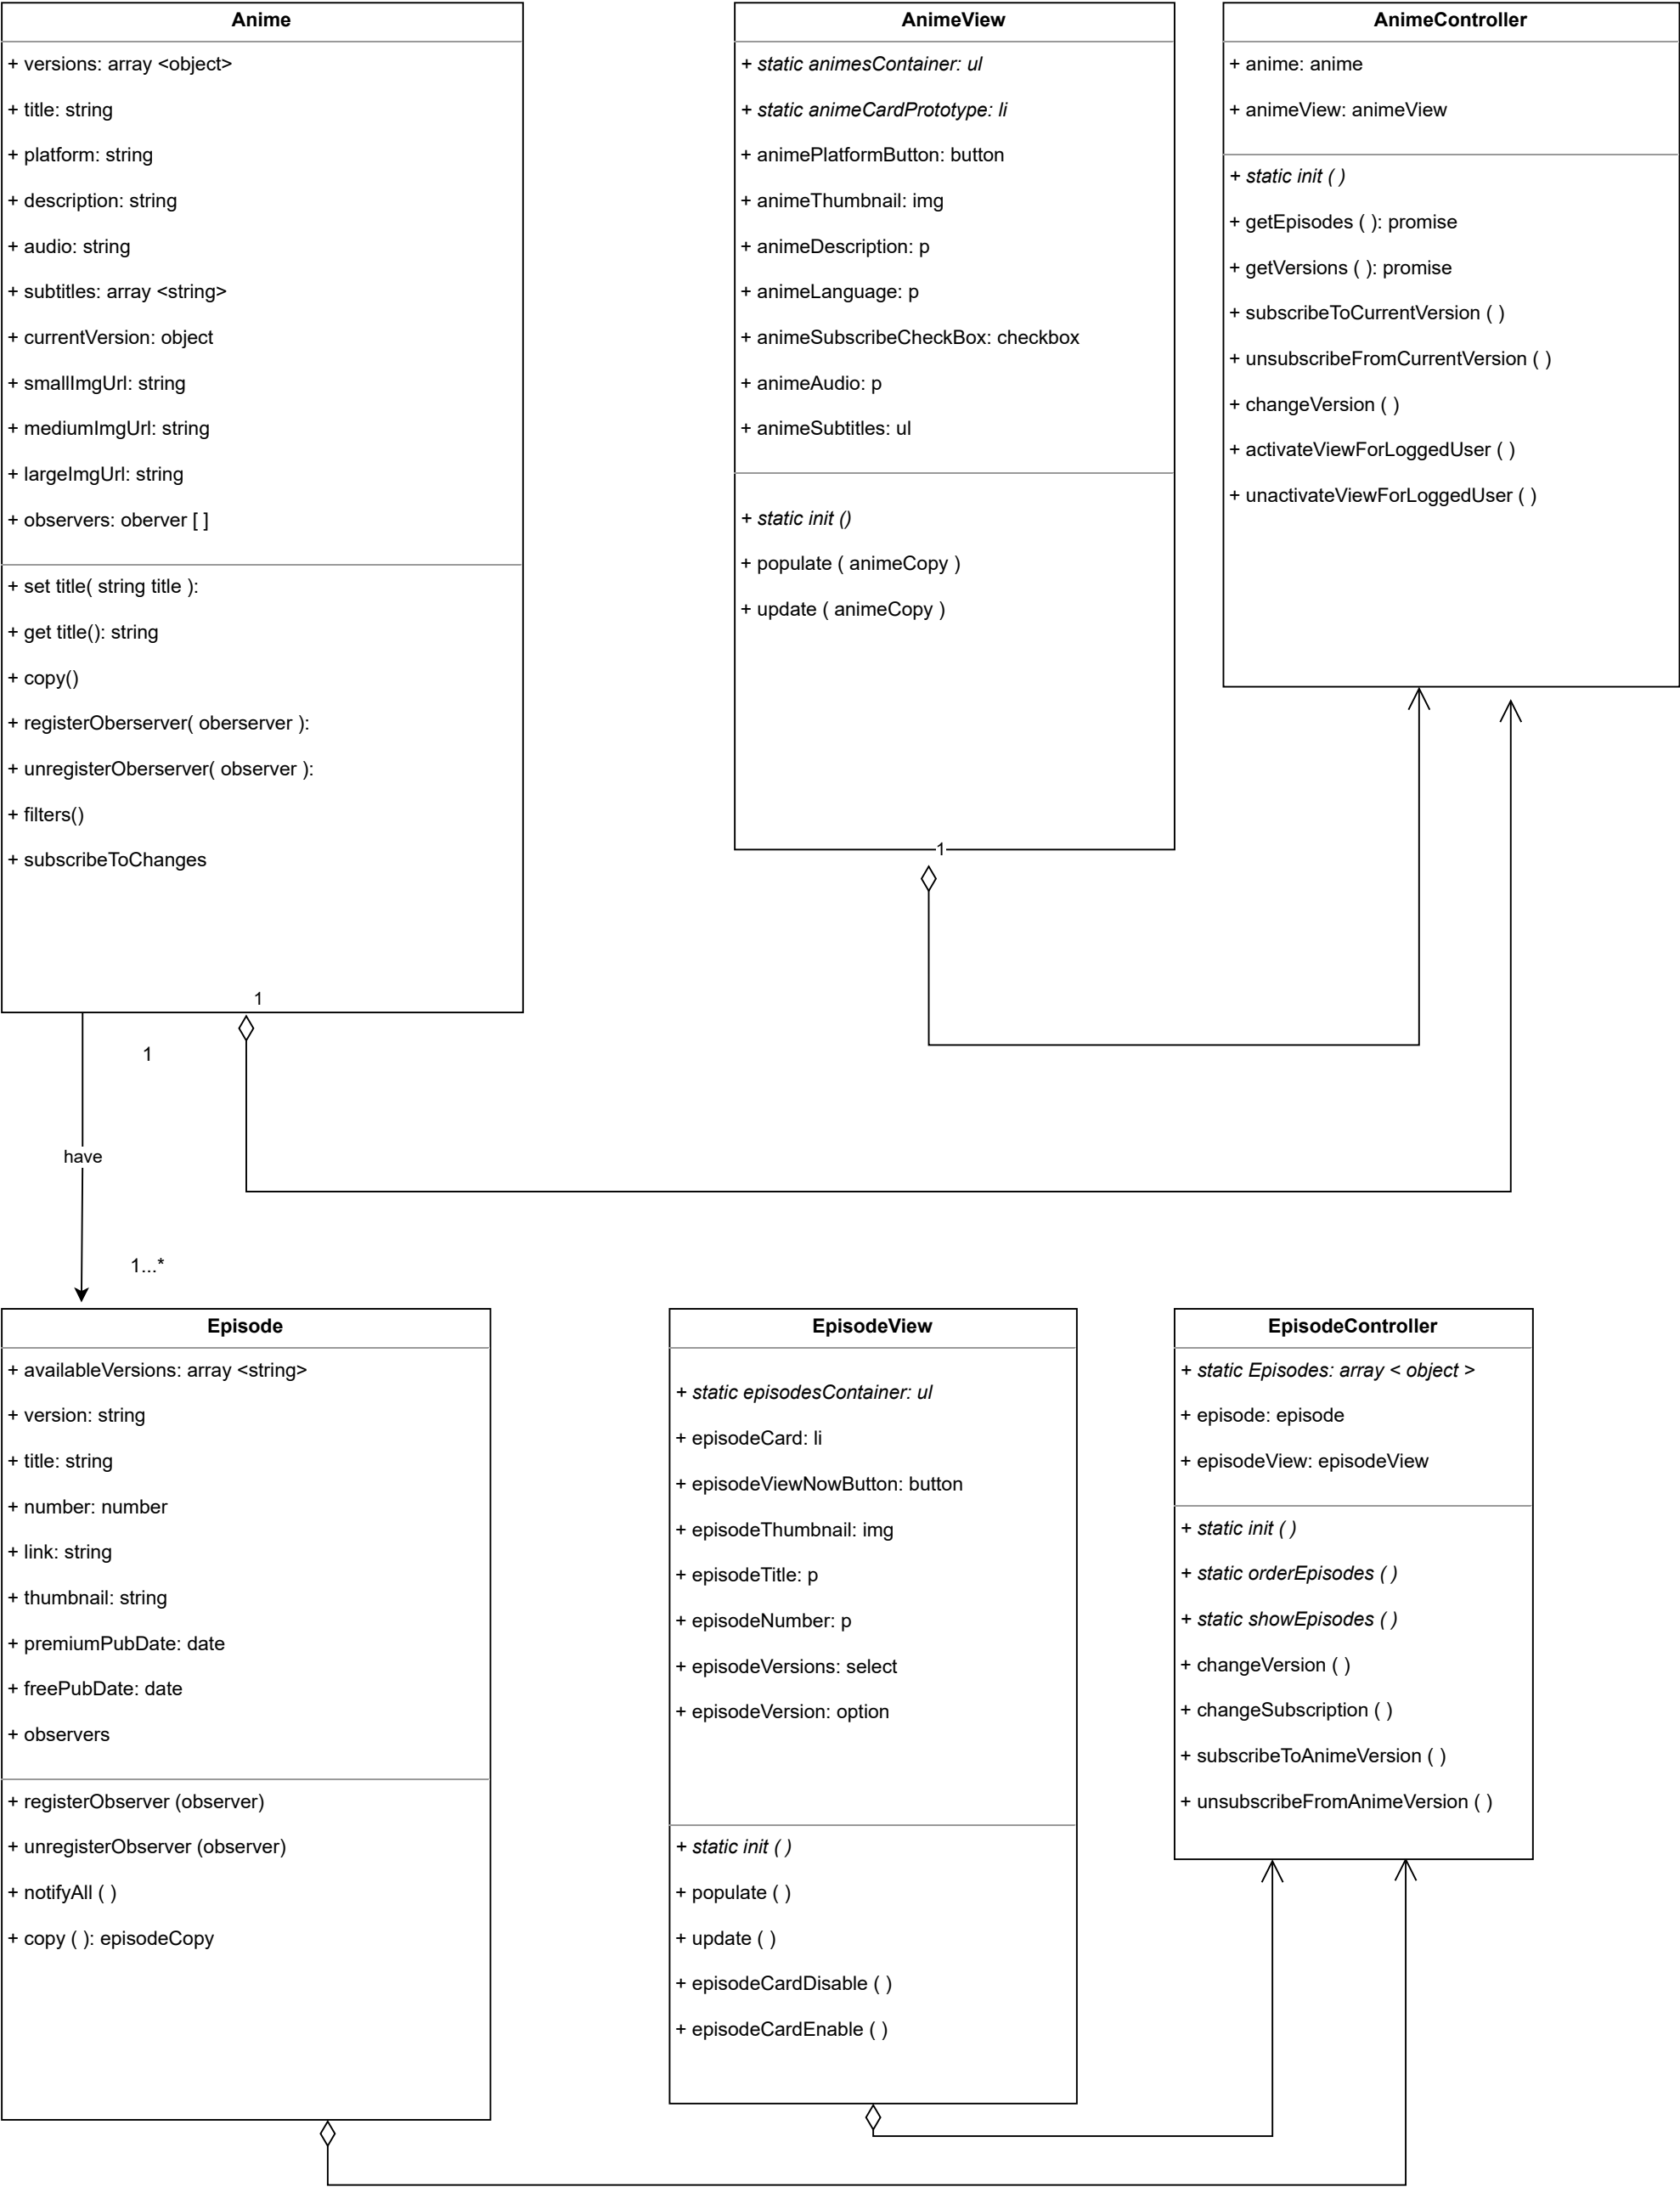 Anime
+ versions: array <object>
+ title: string
+ platform: string
+ description: string
+ audio: string
+ subtitles: array <string>
+ currentVersion: object
+ smallImgUrl: string
+ mediumImgUrl: string
+ largeImgUrl: string
+ observers: oberver [ ]
+ set title( string title ):
+ get title(): string
+ copy()
+ registerOberserver( oberserver ):
+ unregisterOberserver( observer ):
+ filters()
+ subscribeToChanges
1
AnimeView
+ static animesContainer: ul
+ static animeCardPrototype: li
+ animePlatformButton: button
+ animeThumbnail: img
+ animeDescription: p
+ animeLanguage: p
+ animeSubscribeCheckBox: checkbox
+ animeAudio: p
+ animeSubtitles: ul
+ static init ()
+ populate ( animeCopy )
+ update ( animeCopy )
1
AnimeController
+ anime: anime
+ animeView: animeView
+ static init ( )
+ getEpisodes ( ): promise
+ getVersions ( ): promise
+ subscribeToCurrentVersion ( )
+ unsubscribeFromCurrentVersion ( )
+ changeVersion ( )
+ activateViewForLoggedUser ( )
+ unactivateViewForLoggedUser ( )
1
have
1...*
Episode
+ availableVersions: array <string>
+ version: string
+ title: string
+ number: number
+ link: string
+ thumbnail: string
+ premiumPubDate: date
+ freePubDate: date
+ observers
+ registerObserver (observer)
+ unregisterObserver (observer)
+ notifyAll ( )
+ copy ( ): episodeCopy
EpisodeView
+ static episodesContainer: ul
+ episodeCard: li
+ episodeViewNowButton: button
+ episodeThumbnail: img
+ episodeTitle: p
+ episodeNumber: p
+ episodeVersions: select
+ episodeVersion: option
+ static init ( )
+ populate ( )
+ update ( )
+ episodeCardDisable ( )
+ episodeCardEnable ( )
EpisodeController
+ static Episodes: array < object >
+ episode: episode
+ episodeView: episodeView
+ static init ( )
+ static orderEpisodes ( )
+ static showEpisodes ( )
+ changeVersion ( )
+ changeSubscription ( )
+ subscribeToAnimeVersion ( )
+ unsubscribeFromAnimeVersion ( )